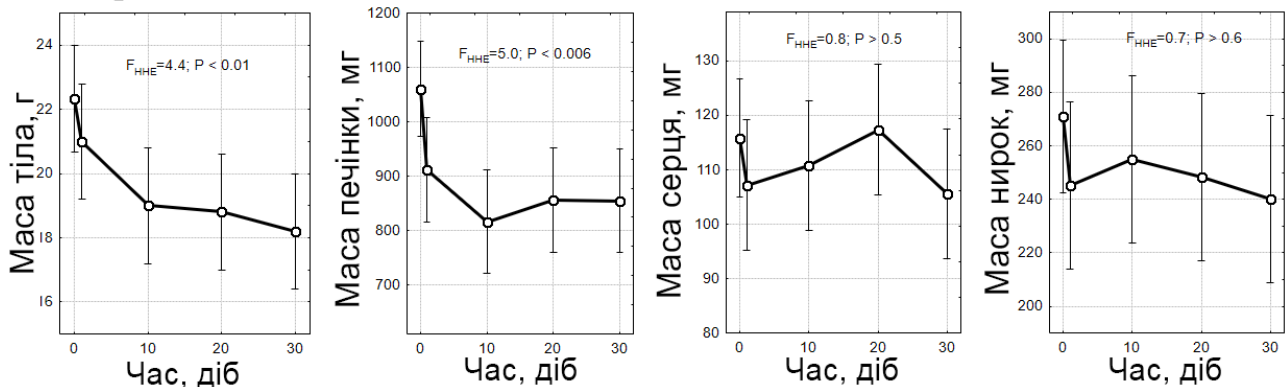 Маса тіла, г
24
22
20
18
16
F_HHE=4.4; P < 0.01
0 10 20 30
Час, діб
Маса печінки, мг
1200
1100
1000
900
800
700
F_HHE=5.0; P < 0.006
0 10 20 30
Час, діб
Маса серця, мг
130
120
110
100
90
80
F_HHE=0.8; P > 0.5
0 10 20 30
Час, діб
Маса нирок, мг
300
280
260
240
220
200
F_HHE=0.7; P > 0.6
0 10 20 30
Час, діб